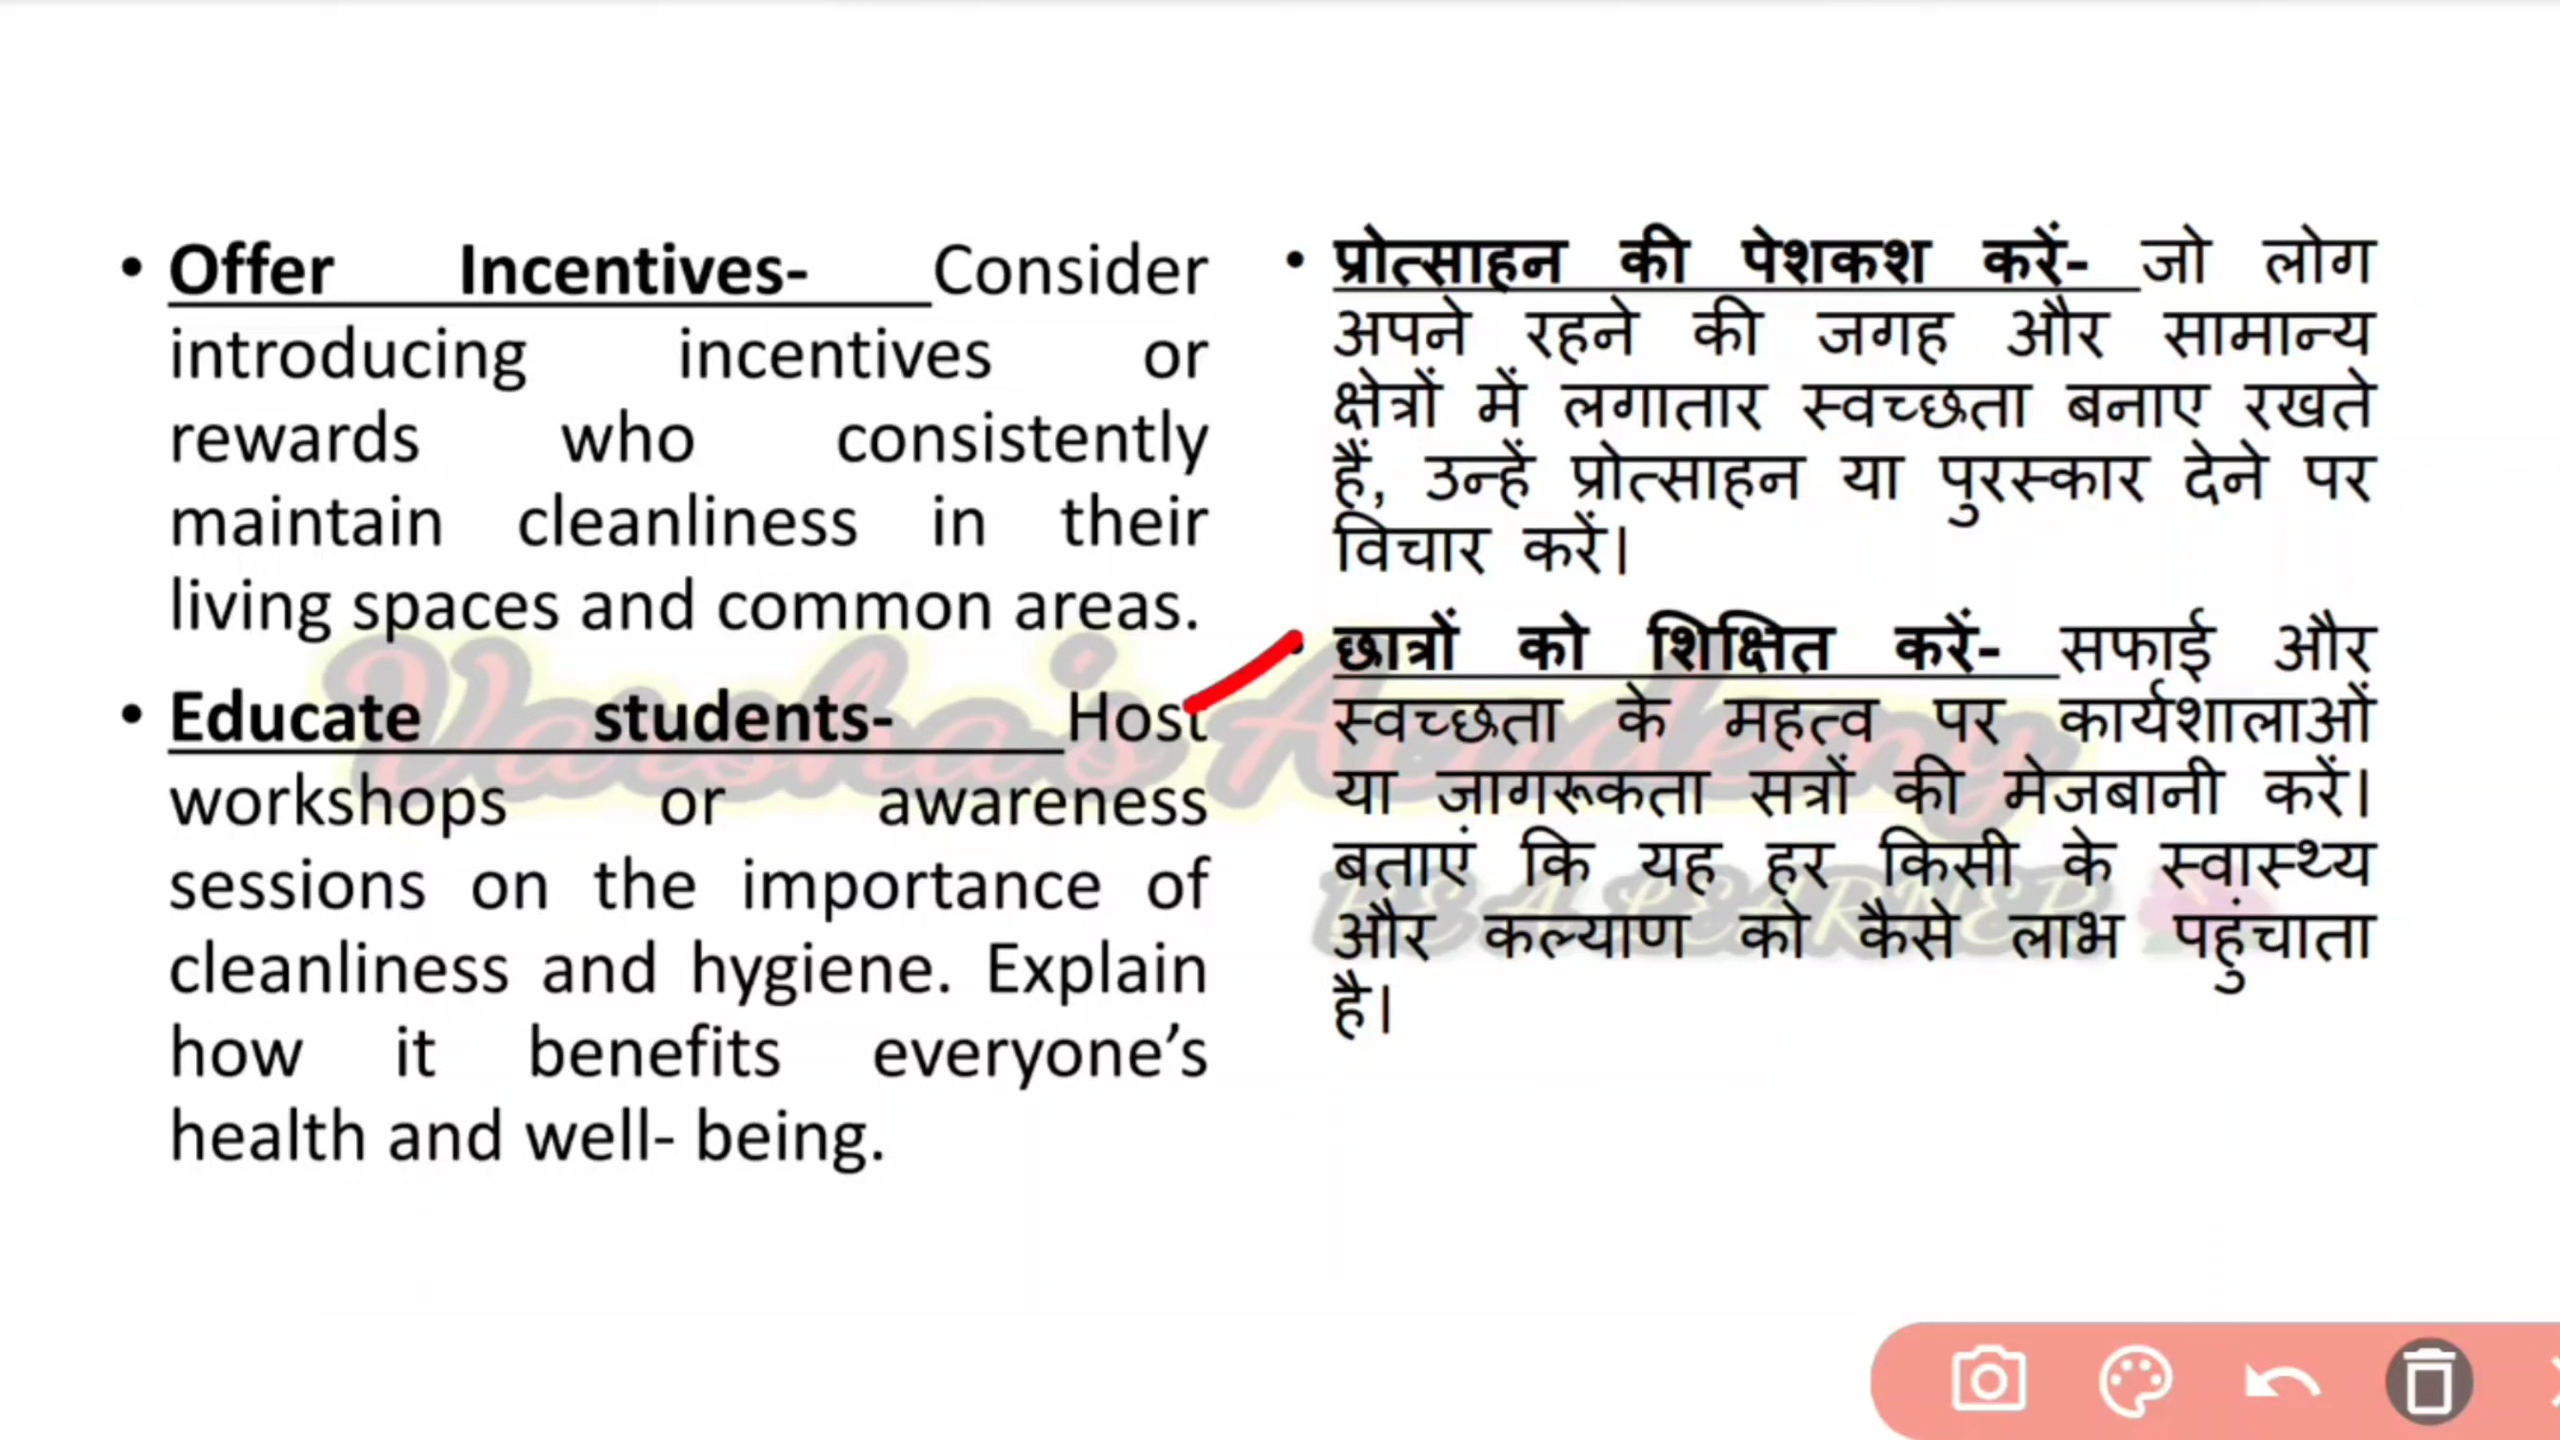 • Offer Incentives- Consider
introducing incentives or
rewards who consistently
maintain cleanliness in their
living spaces and common areas.
• Educate students- Host
workshops or awareness
sessions on the importance of
cleanliness and hygiene. Explain
how it benefits everyone’s
health and well- being.
• प्रोत्साहन की पेशकश करें- जो लोग
अपने रहने की जगह और सामान्य
क्षेत्रों में लगातार स्वच्छता बनाए रखते
हैं, उन्हें प्रोत्साहन या पुरस्कार देने पर
विचार करें।
• छात्रों को शिक्षित करें- सफाई और
स्वच्छता के महत्व पर कार्यशालाओं
या जागरूकता सत्रों की मेजबानी करें।
बताएं कि यह हर किसी के स्वास्थ्य
और कल्याण को कैसे लाभ पहुंचाता
है।
Varsha's Academy
BE A LEARNER